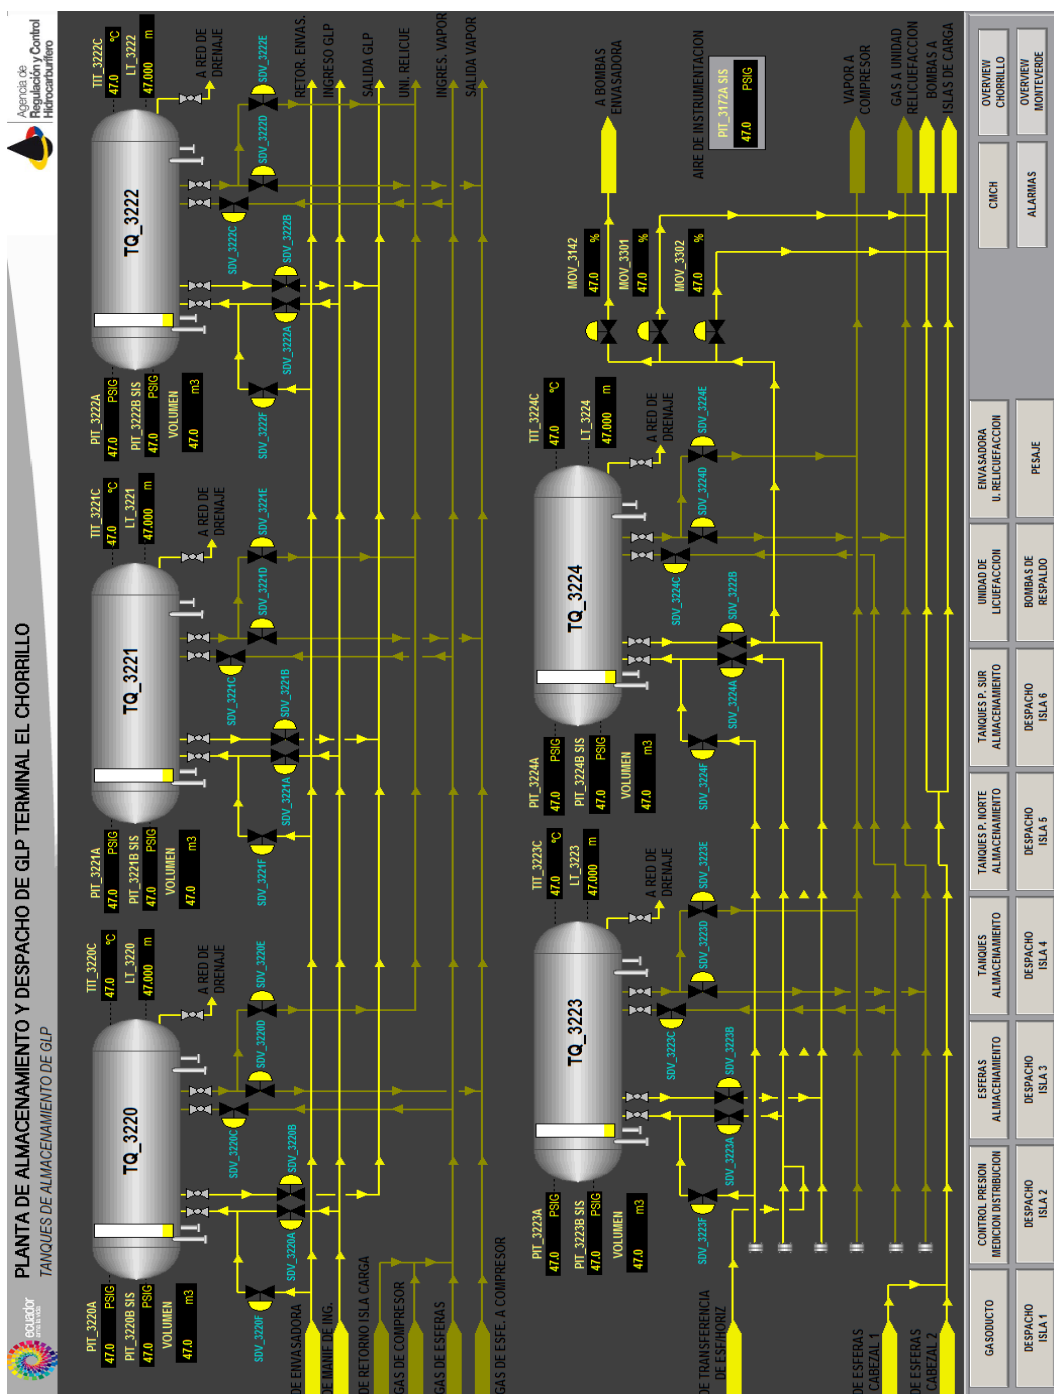 ecuador
ama la vida
PLANTA DE ALMACENAMIENTO Y DESPACHO DE GLP TERMINAL EL CHORRILLO
TANQUES DE ALMACENAMIENTO DE GLP
Agencia de
Regulación y Control
Hidrocarburífero
PIT_3220A
47.0 PSIG
PIT_3220B SIS
47.0 PSIG
VOLUMEN
47.0 m3
TQ_3220
TIT_3220C
47.0 ºC
LT_3220
47.000 m
A RED DE
DRENAJE
SDV_3220F
SDV_3220A
SDV_3220B
SDV_3220C
SDV_3220D
SDV_3220E
PIT_3221A
47.0 PSIG
PIT_3221B SIS
47.0 PSIG
VOLUMEN
47.0 m3
TQ_3221
TIT_3221C
47.0 ºC
LT_3221
47.000 m
A RED DE
DRENAJE
SDV_3221F
SDV_3221A
SDV_3221B
SDV_3221C
SDV_3221D
SDV_3221E
PIT_3222A
47.0 PSIG
PIT_3222B SIS
47.0 PSIG
VOLUMEN
47.0 m3
TQ_3222
TIT_3222C
47.0 ºC
LT_3222
47.000 m
A RED DE
DRENAJE
SDV_3222F
SDV_3222A
SDV_3222B
SDV_3222C
SDV_3222D
SDV_3222E
DE ENVASADORA
DE MANIF DE ING.
DE RETORNO ISLA CARGA
GAS DE COMPRESOR
GAS DE ESFERAS
GAS DE ESFE. A COMPRESOR
RETOR. ENVAS.
INGRESO GLP
SALIDA GLP
UNI. RELICUE
INGRES. VAPOR
SALIDA VAPOR
PIT_3223A
47.0 PSIG
PIT_3223B SIS
47.0 PSIG
VOLUMEN
47.0 m3
TQ_3223
TIT_3223C
47.0 ºC
LT_3223
47.000 m
A RED DE
DRENAJE
SDV_3223F
SDV_3223A
SDV_3223B
SDV_3223C
SDV_3223D
SDV_3223E
PIT_3224A
47.0 PSIG
PIT_3224B SIS
47.0 PSIG
VOLUMEN
47.0 m3
TQ_3224
TIT_3224C
47.0 ºC
LT_3224
47.000 m
A RED DE
DRENAJE
SDV_3224F
SDV_3224A
SDV_3222B
SDV_3224C
SDV_3224D
SDV_3224E
MOV_3142
47.0 %
MOV_3301
47.0 %
MOV_3302
47.0 %
A BOMBAS
ENVASADORA
AIRE DE INSTRUMENTACION
PIT_3172A SIS
47.0 PSIG
VAPOR A
COMPRESOR
GAS A UNIDAD
RELICUEFACCION
BOMBAS A
ISLAS DE CARGA
DE TRANSFERENCIA
DE ESF/HORIZ
DE ESFERAS
CABEZAL 1
DE ESFERAS
CABEZAL 2
GASODUCTO
CONTROL PRESION
MEDICION DISTRIBUCION
ESFERAS
ALMACENAMIENTO
TANQUES
ALMACENAMIENTO
TANQUES P. NORTE
ALMACENAMIENTO
TANQUES P. SUR
ALMACENAMIENTO
UNIDAD DE
LICUEFACCION
ENVASADORA
U. RELICUEFACCION
CMCH
OVERVIEW
CHORRILLO
DESPACHO
ISLA 1
DESPACHO
ISLA 2
DESPACHO
ISLA 3
DESPACHO
ISLA 4
DESPACHO
ISLA 5
DESPACHO
ISLA 6
BOMBAS DE
RESPALDO
PESAJE
ALARMAS
OVERVIEW
MONTEVERDE